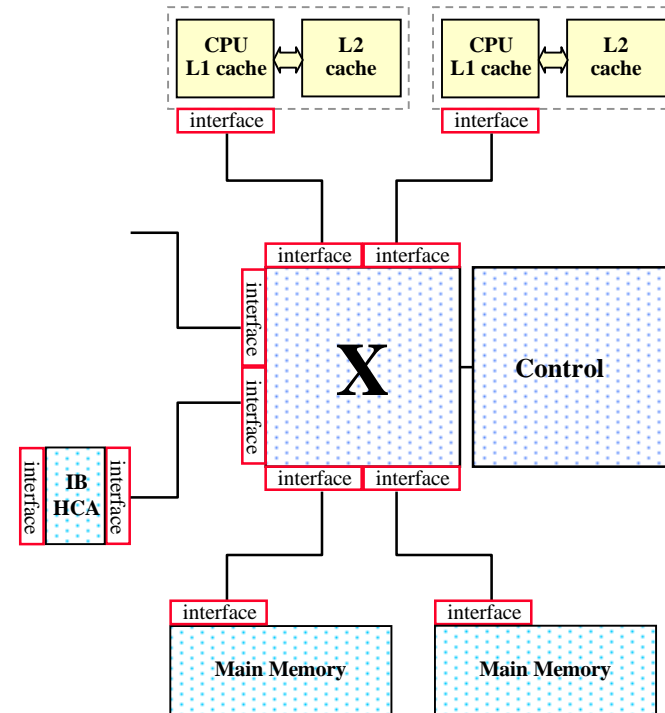 CPU
L1 cache
L2
cache
CPU
L1 cache
L2
cache
interface
interface
interface
interface
interface
X
Control
interface
interface
IB
HCA
interface
interface
interface
interface
interface
Main Memory
Main Memory